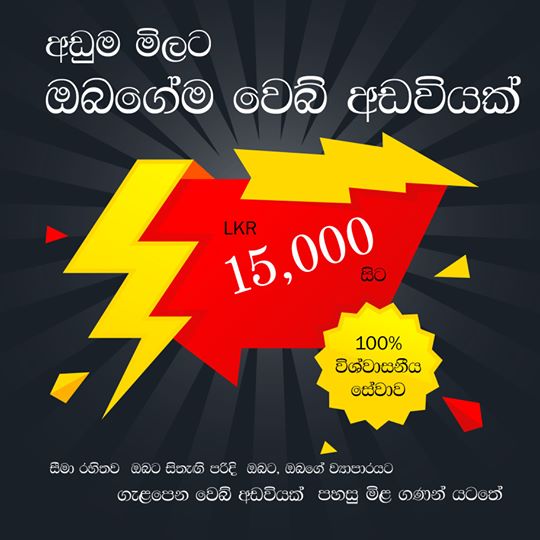 අඩුම මිලට
ඔබගේම වෙබ් අඩවියක්
LKR
15,000
සිට
100%
විශ්වාසනීය
සේවාව
සීමා රහිතව ඔබට සිතැඟි පරිදි ඔබට, ඔබගේ ව්‍යාපාරයට
ගැළපෙන වෙබ් අඩවියක් පහසු මිළ ගණන් යටතේ